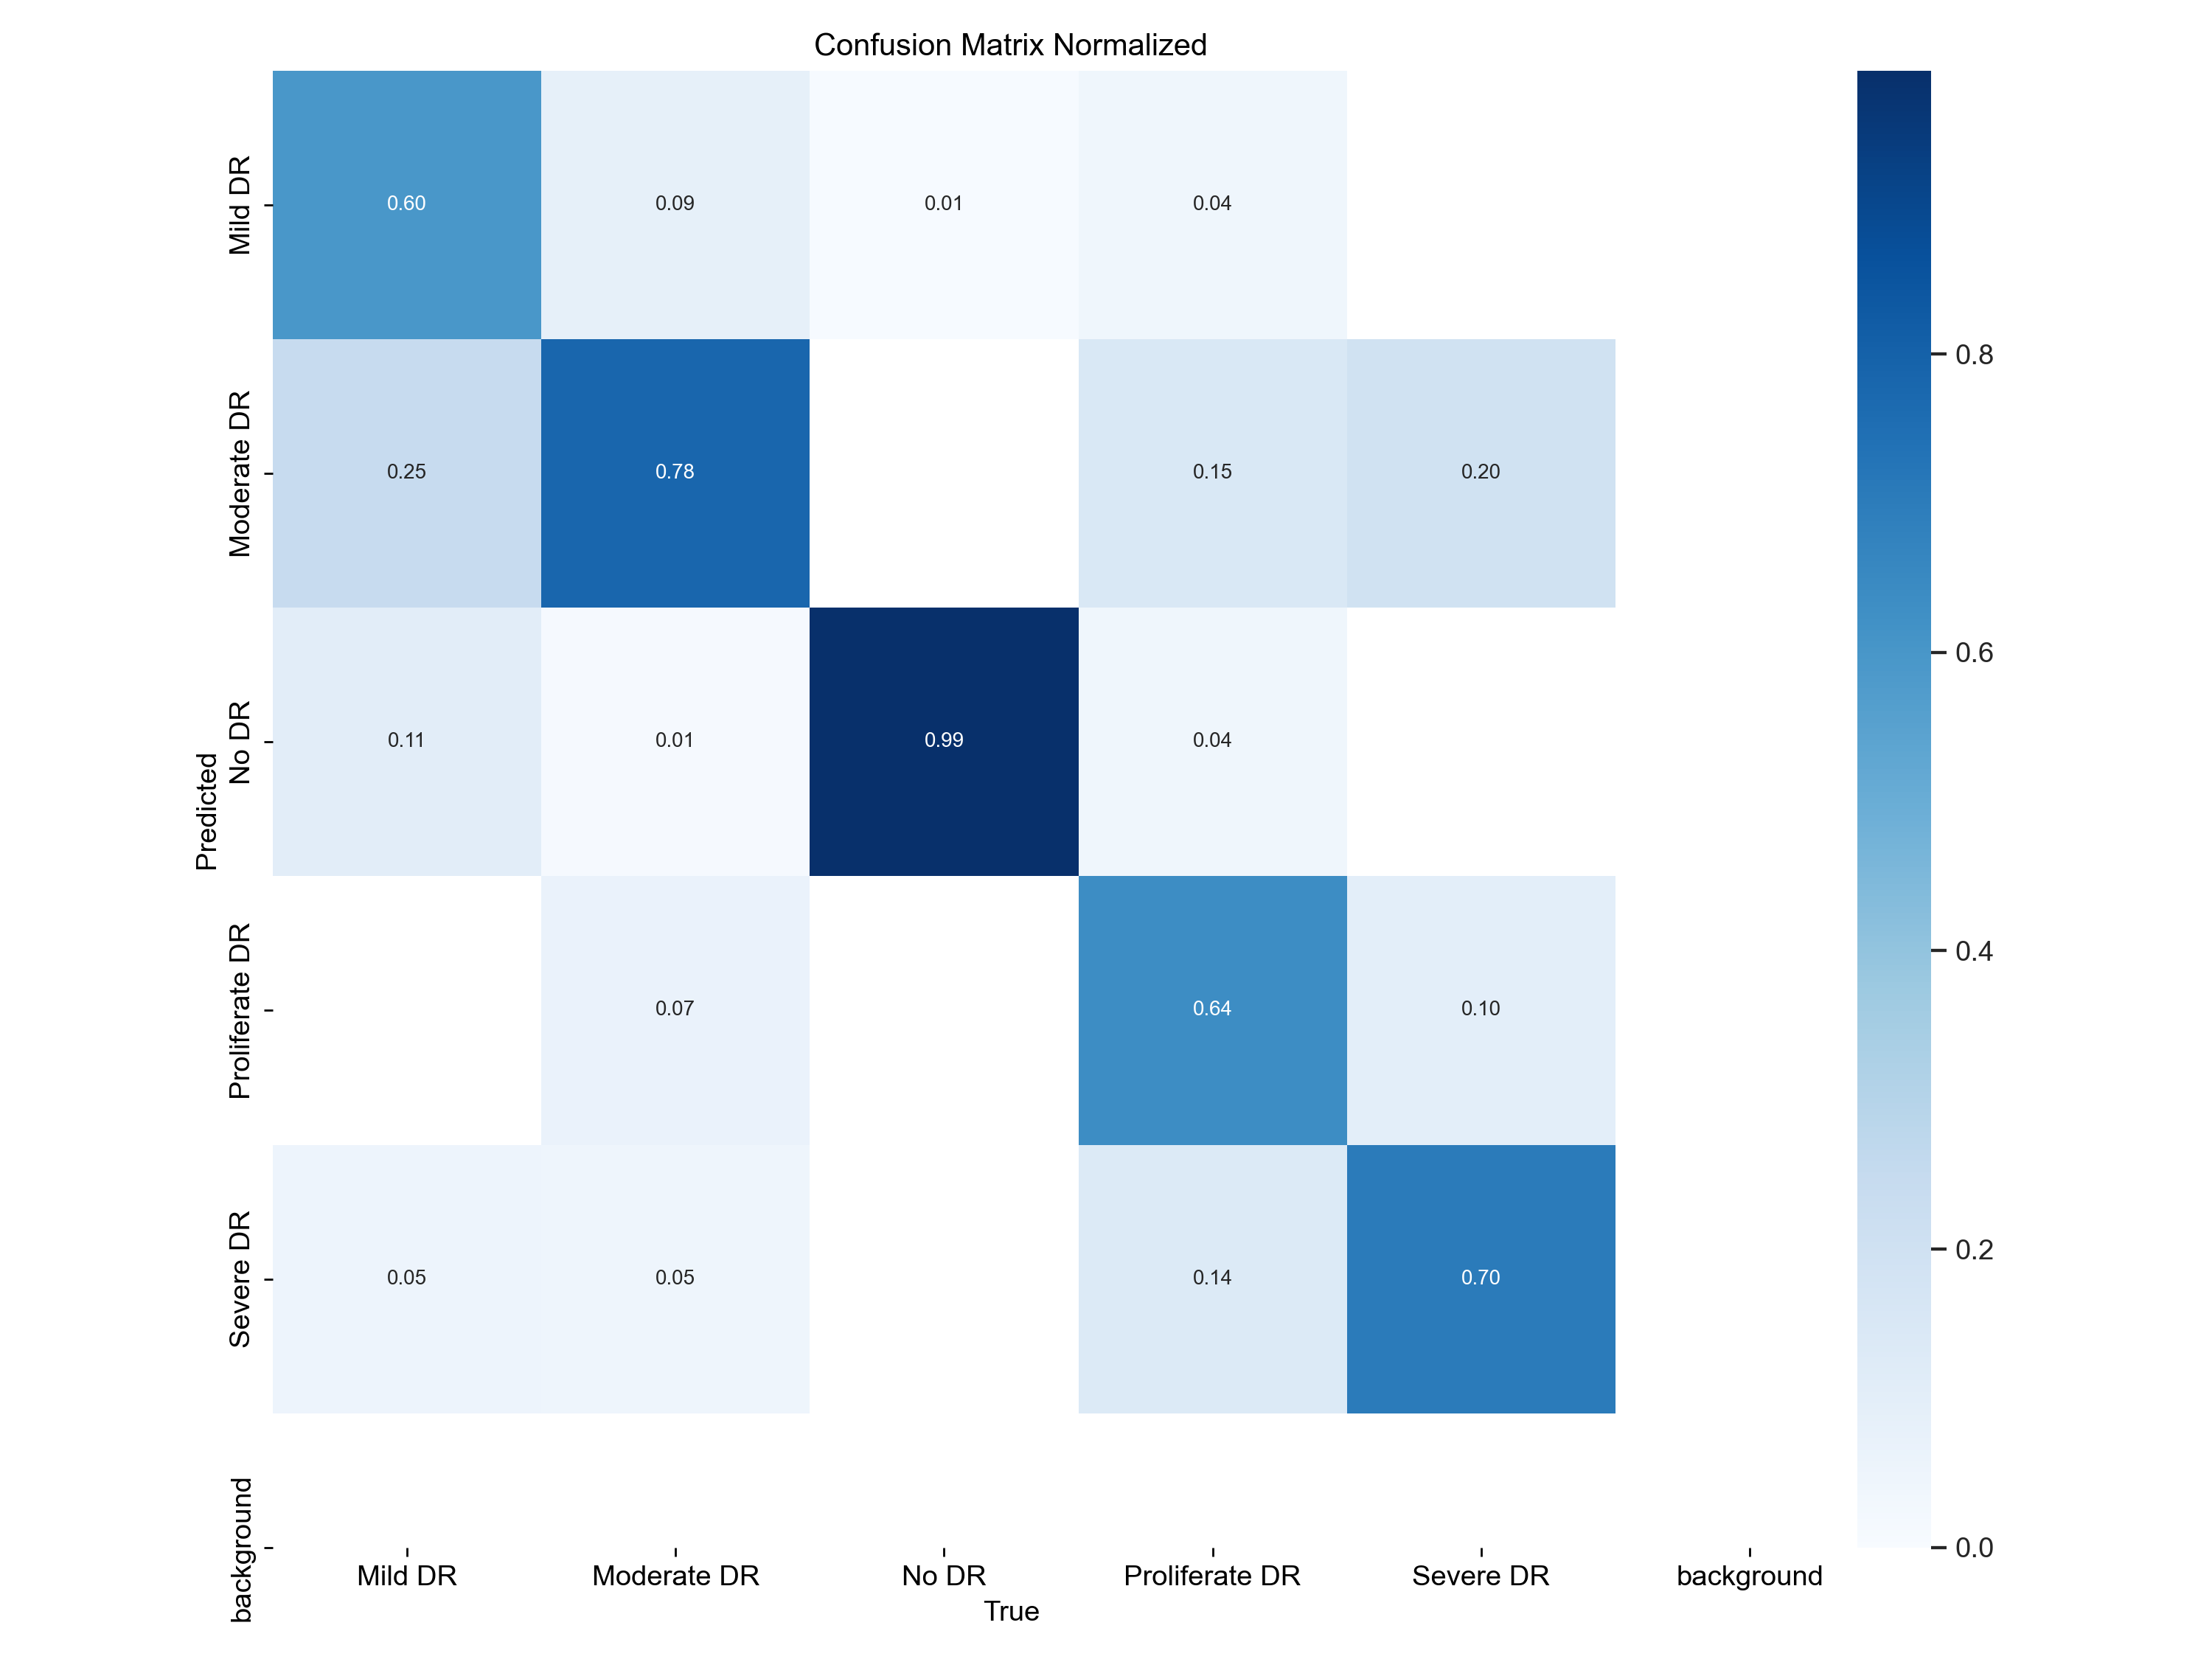 Confusion Matrix Normalized
Mild DR
0.60
0.09
0.01
0.04
Moderate DR
0.25
0.78
0.15
0.20
No DR
0.11
0.01
0.99
0.04
Proliferate DR
0.07
0.64
0.10
Severe DR
0.05
0.05
0.14
0.70
background
Predicted
Mild DR
Moderate DR
No DR
Proliferate DR
Severe DR
background
True
0.8
0.6
0.4
0.2
0.0